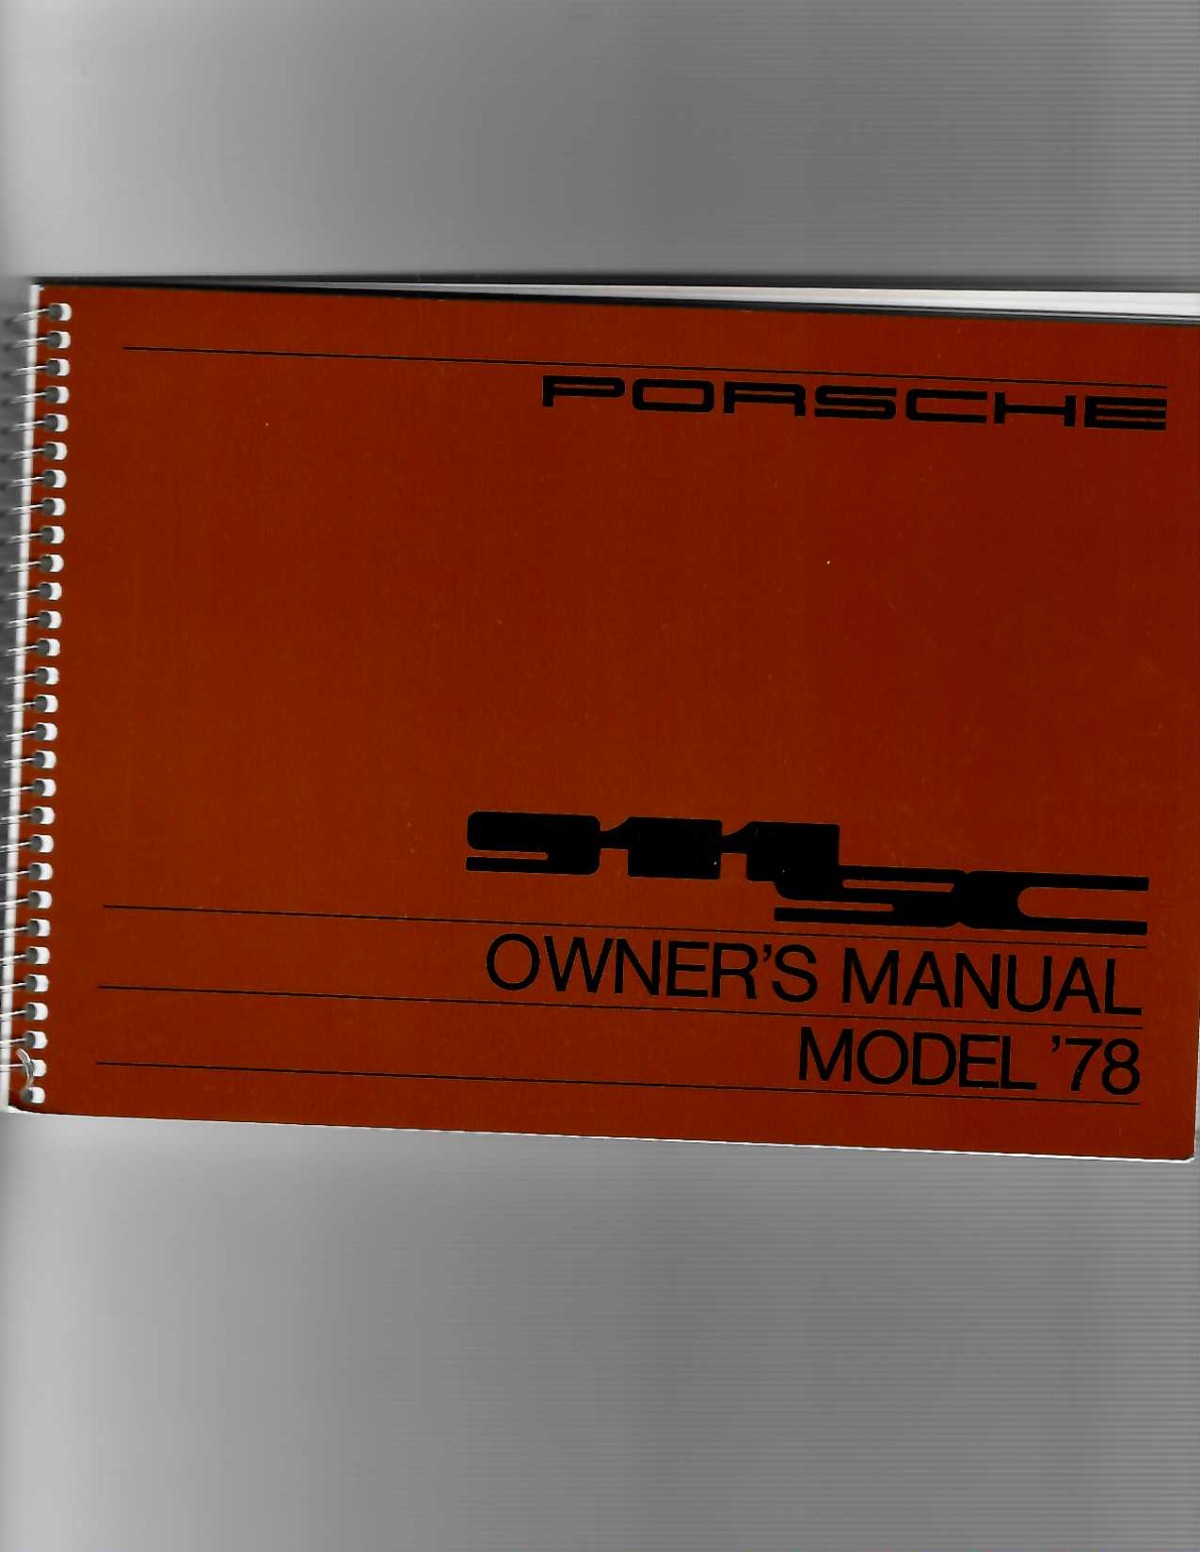 PORSCHE
911SC
OWNER'S MANUAL
MODEL '78